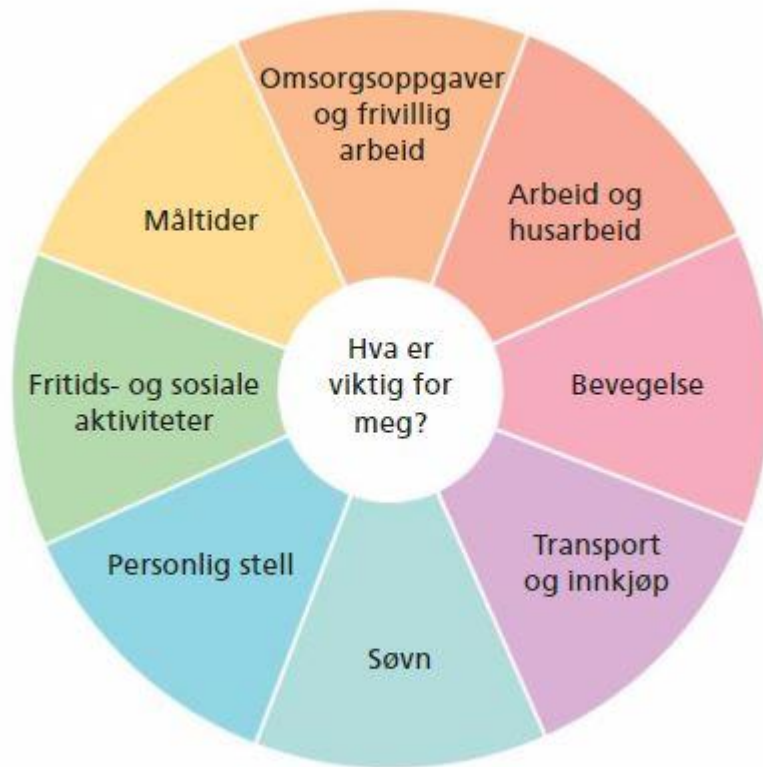 Omsorgsoppgaver
og frivillig
arbeid
Arbeid og
husarbeid
Bevegelse
Transport
og innkjøp
Søvn
Personlig stell
Fritids- og sosiale
aktiviteter
Måltider
Hva er
viktig for
meg?